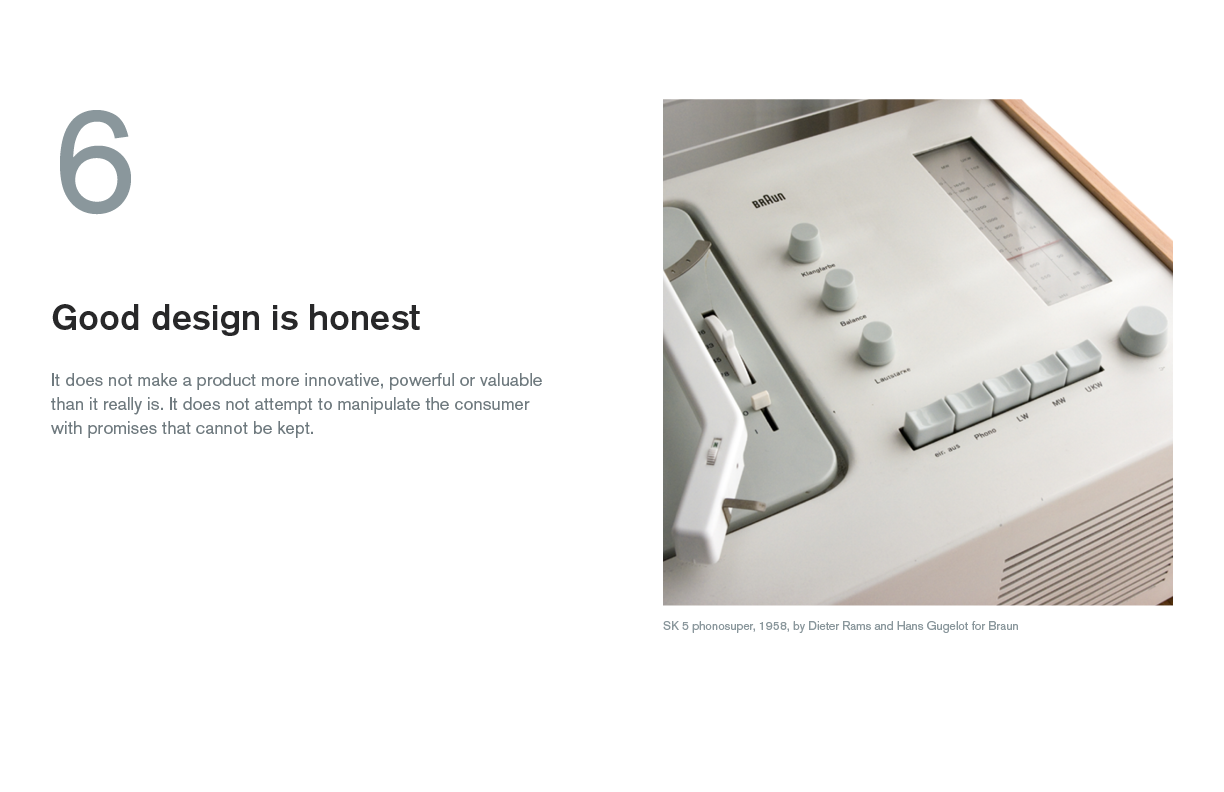 6
Good design is honest
It does not make a product more innovative, powerful or valuable
than it really is. It does not attempt to manipulate the consumer
with promises that cannot be kept.
BRAUN
Klangfarbe
Balance
Lautstärke
ein. aus
Phono
LW
MW
UKW
SK 5 phonosuper, 1958, by Dieter Rams and Hans Gugelot for Braun